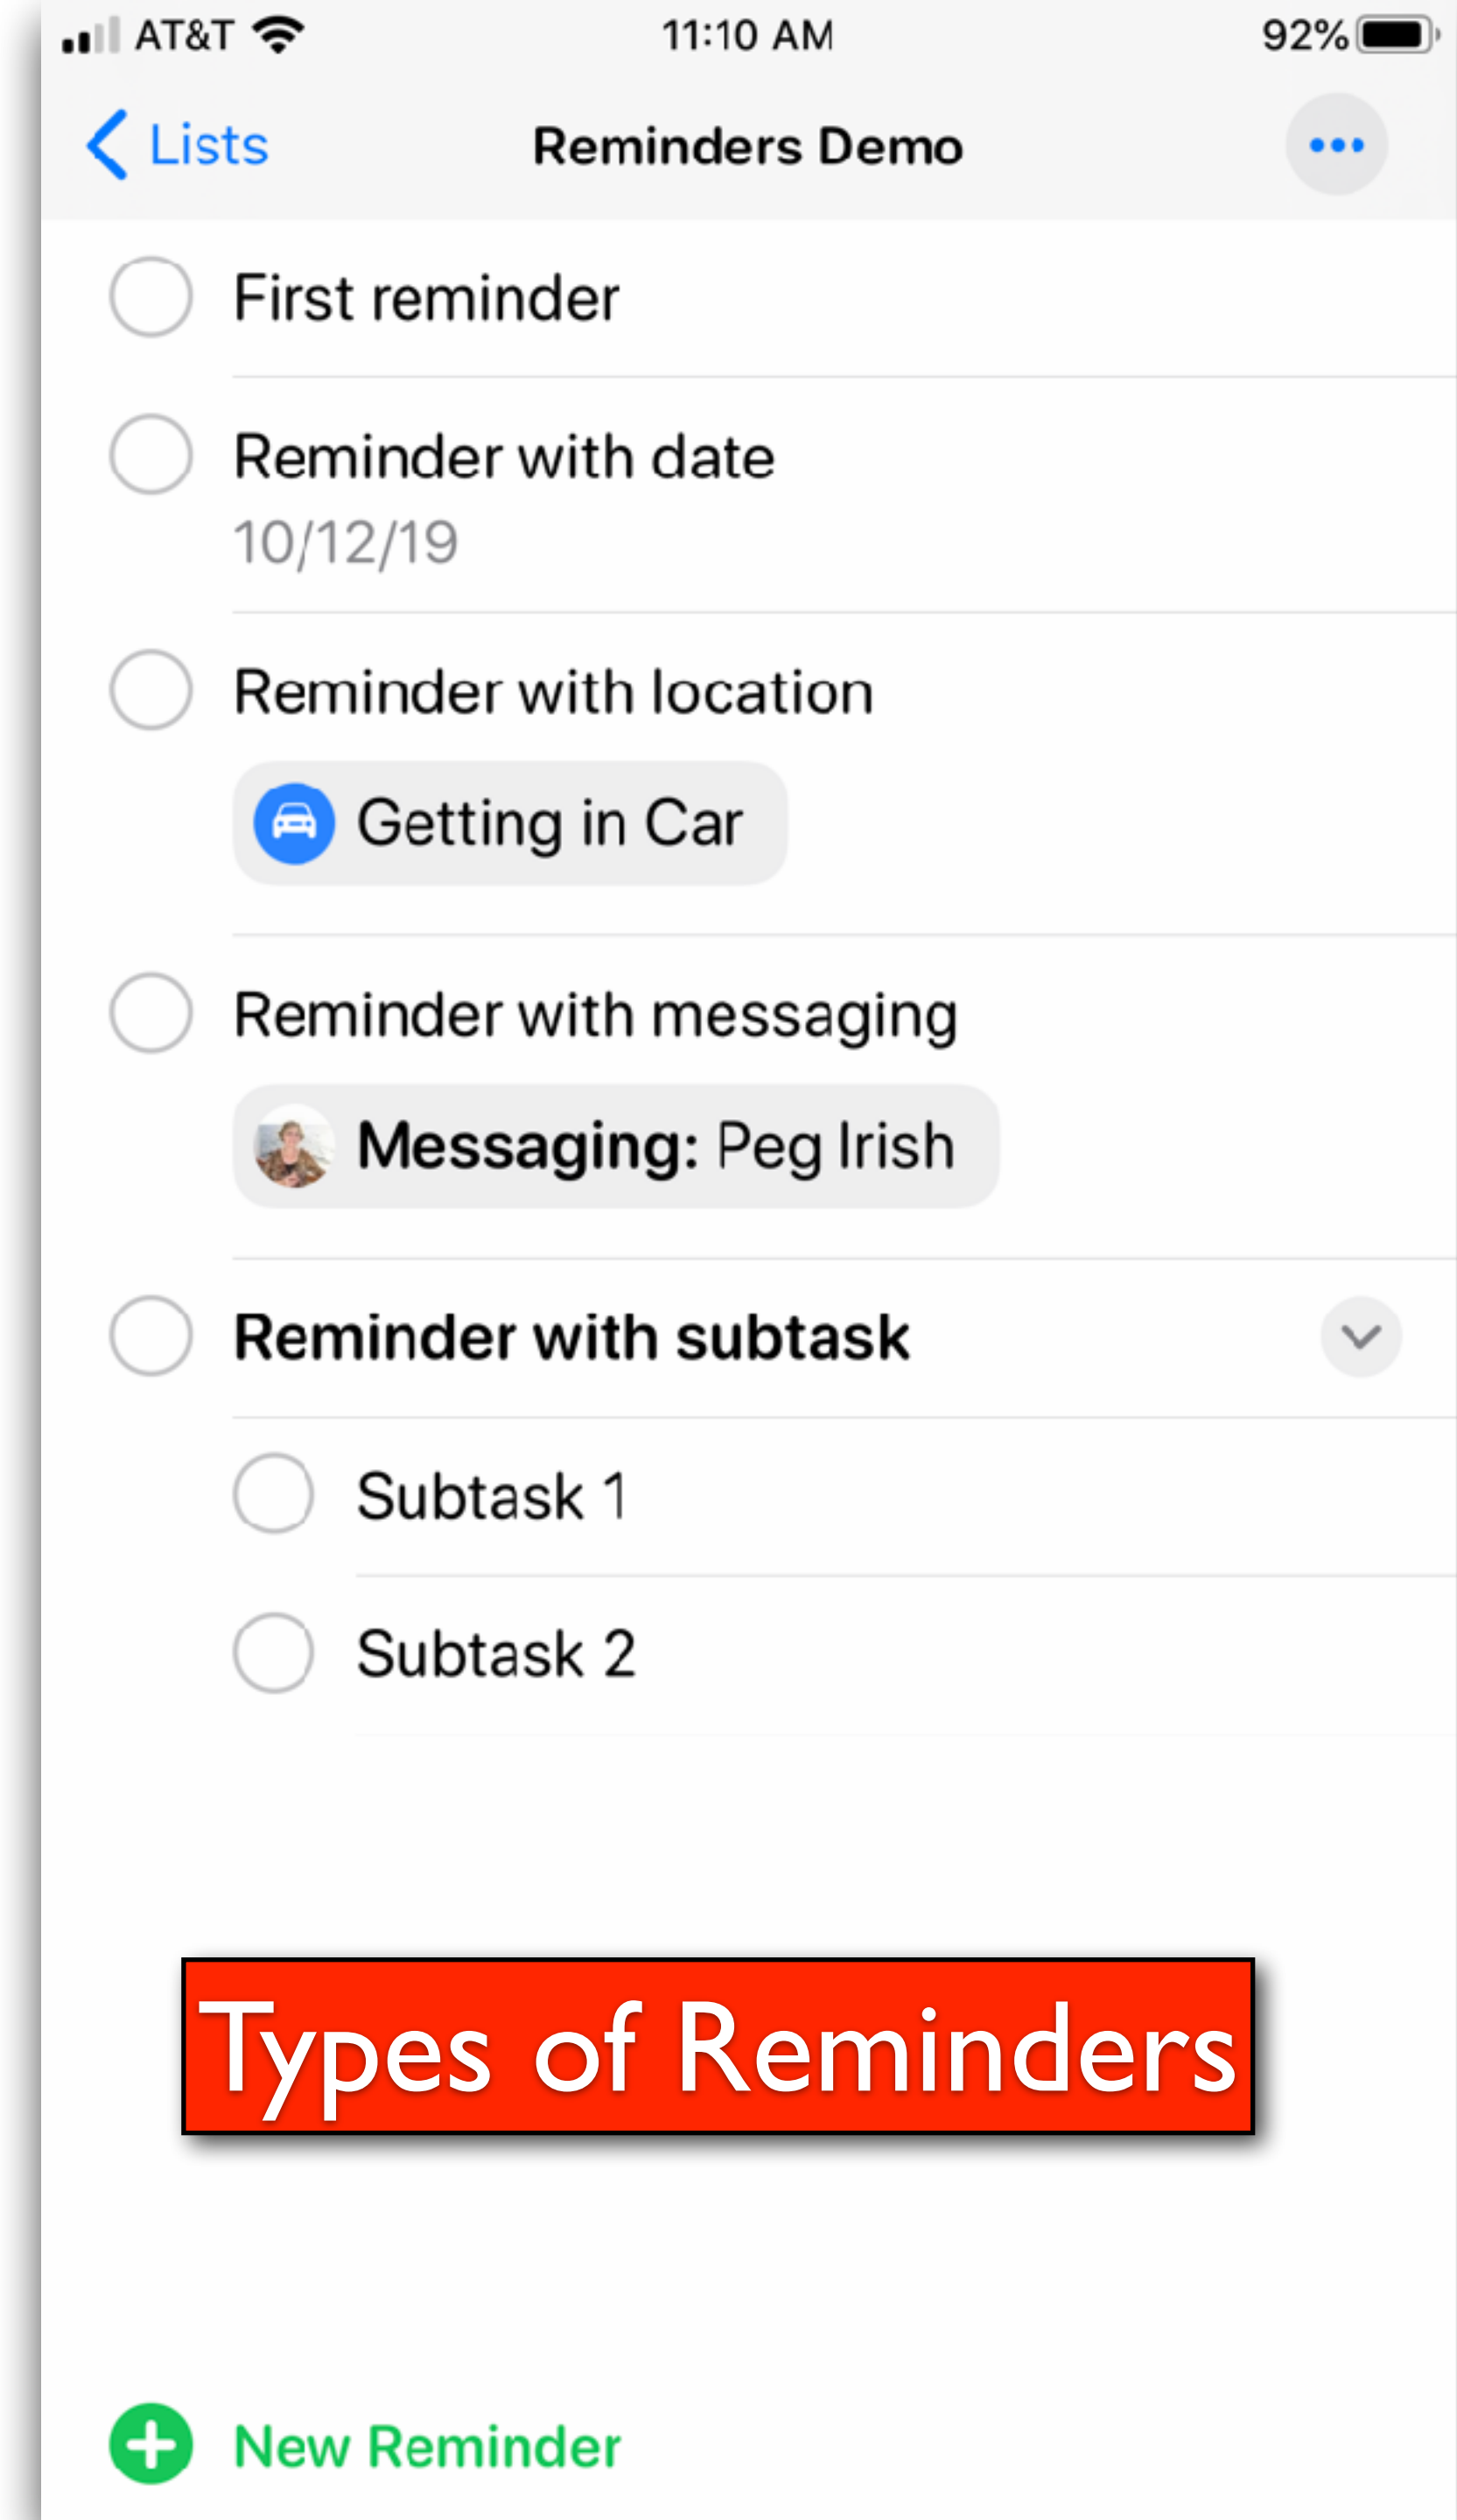 AT&T 11:10 AM 92%
Lists Reminders Demo
First reminder
Reminder with date
10/12/19
Reminder with location
Getting in Car
Reminder with messaging
Messaging: Peg Irish
Reminder with subtask
Subtask 1
Subtask 2
Types of Reminders
New Reminder